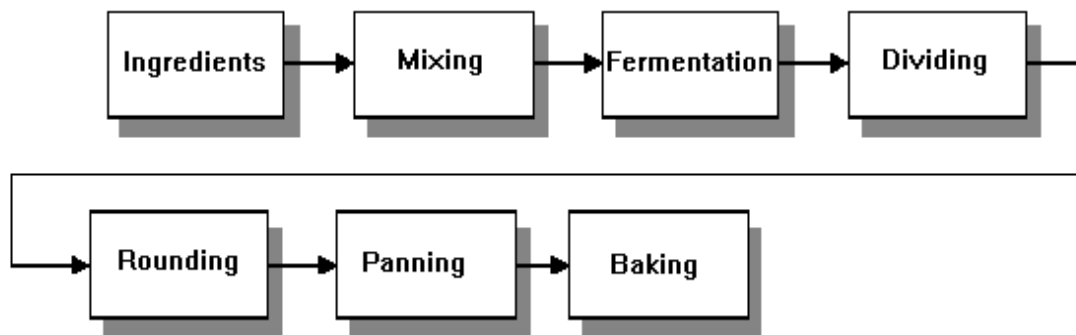 Ingredients
Mixing
Fermentation
Dividing
Rounding
Panning
Baking